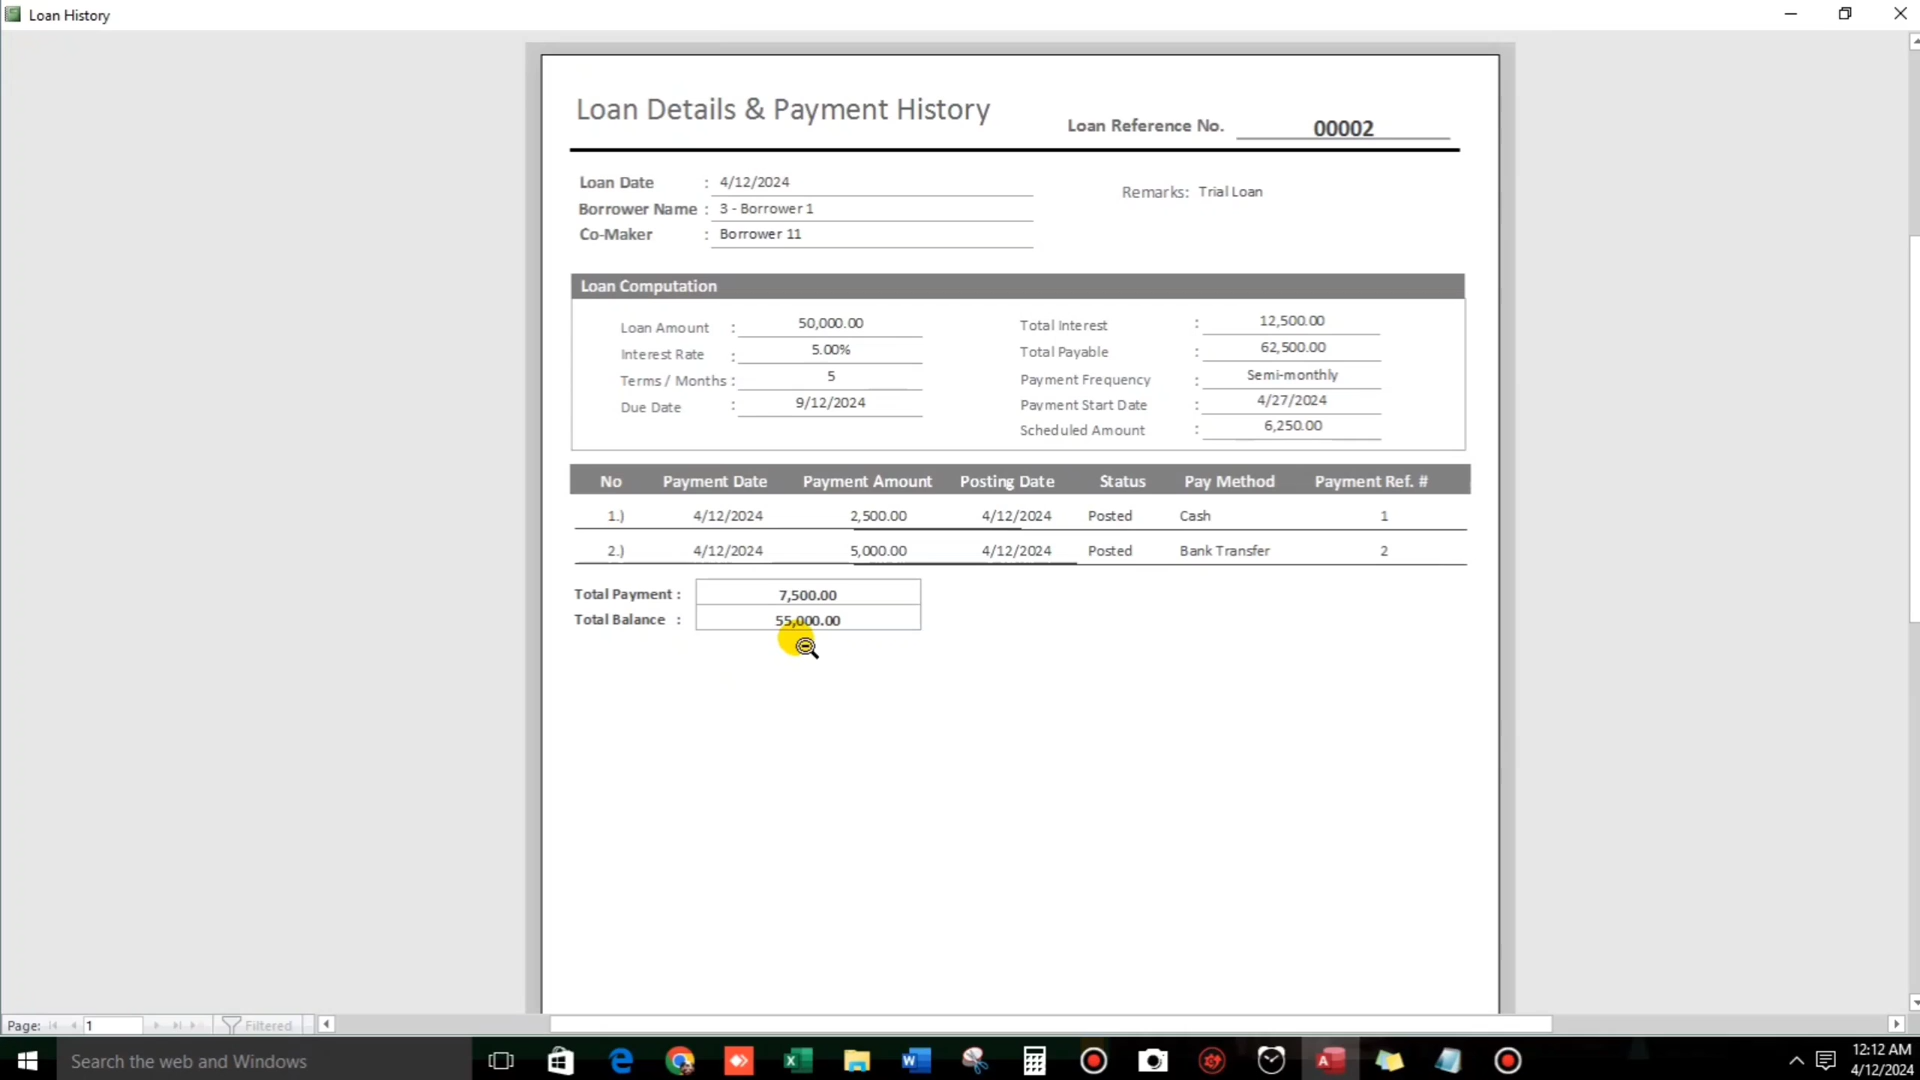 Loan History
Loan Details & Payment History
Loan Reference No. 00002
Loan Date : 4/12/2024
Remarks: Trial Loan
Borrower Name : 3 - Borrower 1
Co-Maker : Borrower 11
Loan Computation
Loan Amount : 50,000.00 Total Interest : 12,500.00
Interest Rate : 5.00% Total Payable : 62,500.00
Terms / Months : 5 Payment Frequency : Semi-monthly
Due Date : 9/12/2024 Payment Start Date : 4/27/2024
Scheduled Amount : 6,250.00
No Payment Date Payment Amount Posting Date Status Pay Method Payment Ref. #
1.) 4/12/2024 2,500.00 4/12/2024 Posted Cash 1
2.) 4/12/2024 5,000.00 4/12/2024 Posted Bank Transfer 2
Total Payment : 7,500.00
Total Balance : 55,000.00
Page: 1 Filtered
Search the web and Windows
12:12 AM
4/12/2024